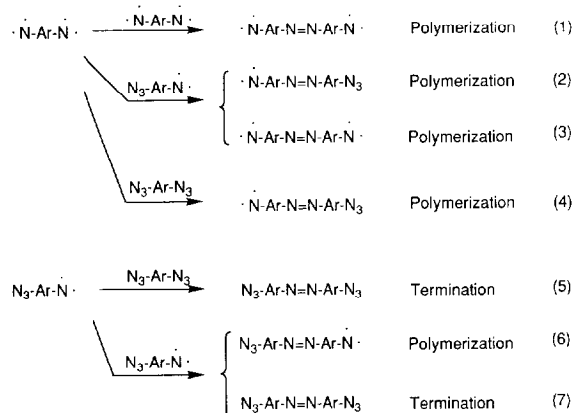 ·Ṅ-Ar-Ṅ· ·Ṅ-Ar-Ṅ· ·Ṅ-Ar-N=N-Ar-Ṅ· Polymerization (1)
N₃-Ar-Ṅ· ·Ṅ-Ar-N=N-Ar-N₃ Polymerization (2)
·Ṅ-Ar-N=N-Ar-Ṅ· Polymerization (3)
N₃-Ar-N₃ ·Ṅ-Ar-N=N-Ar-N₃ Polymerization (4)
N₃-Ar-Ṅ· N₃-Ar-N₃ N₃-Ar-N=N-Ar-N₃ Termination (5)
N₃-Ar-Ṅ· N₃-Ar-N=N-Ar-Ṅ· Polymerization (6)
N₃-Ar-N=N-Ar-N₃ Termination (7)